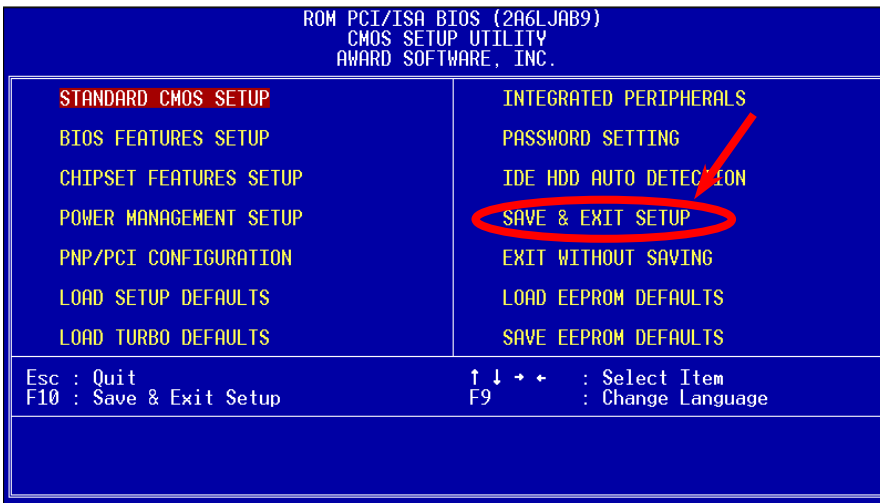 ROM PCI/ISA BIOS (2A6LJAB9)
CMOS SETUP UTILITY
AWARD SOFTWARE, INC.
STANDARD CMOS SETUP
BIOS FEATURES SETUP
CHIPSET FEATURES SETUP
POWER MANAGEMENT SETUP
PNP/PCI CONFIGURATION
LOAD SETUP DEFAULTS
LOAD TURBO DEFAULTS
INTEGRATED PERIPHERALS
PASSWORD SETTING
IDE HDD AUTO DETECTION
SAVE & EXIT SETUP
EXIT WITHOUT SAVING
LOAD EEPROM DEFAULTS
SAVE EEPROM DEFAULTS
Esc : Quit
F10 : Save & Exit Setup
↑ ↓ → ← : Select Item
F9 : Change Language